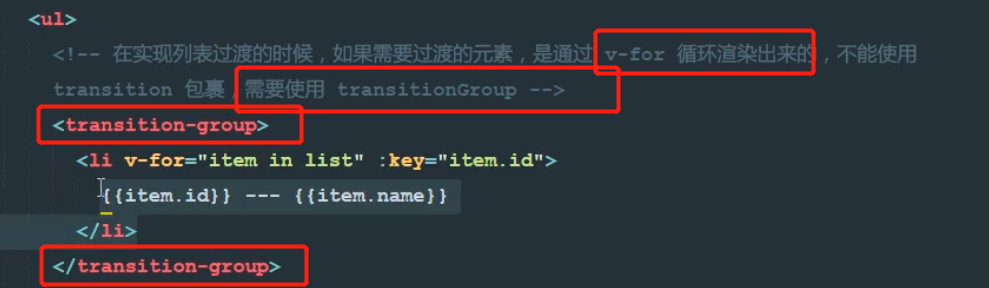 <ul>
<!-- 在实现列表过渡的时候，如果需要过渡的元素，是通过 v-for 循环渲染出来的，不能使用
transition 包裹，需要使用 transitionGroup -->
<transition-group>
<li v-for="item in list" :key="item.id">
{{item.id}} --- {{item.name}}
</li>
</transition-group>